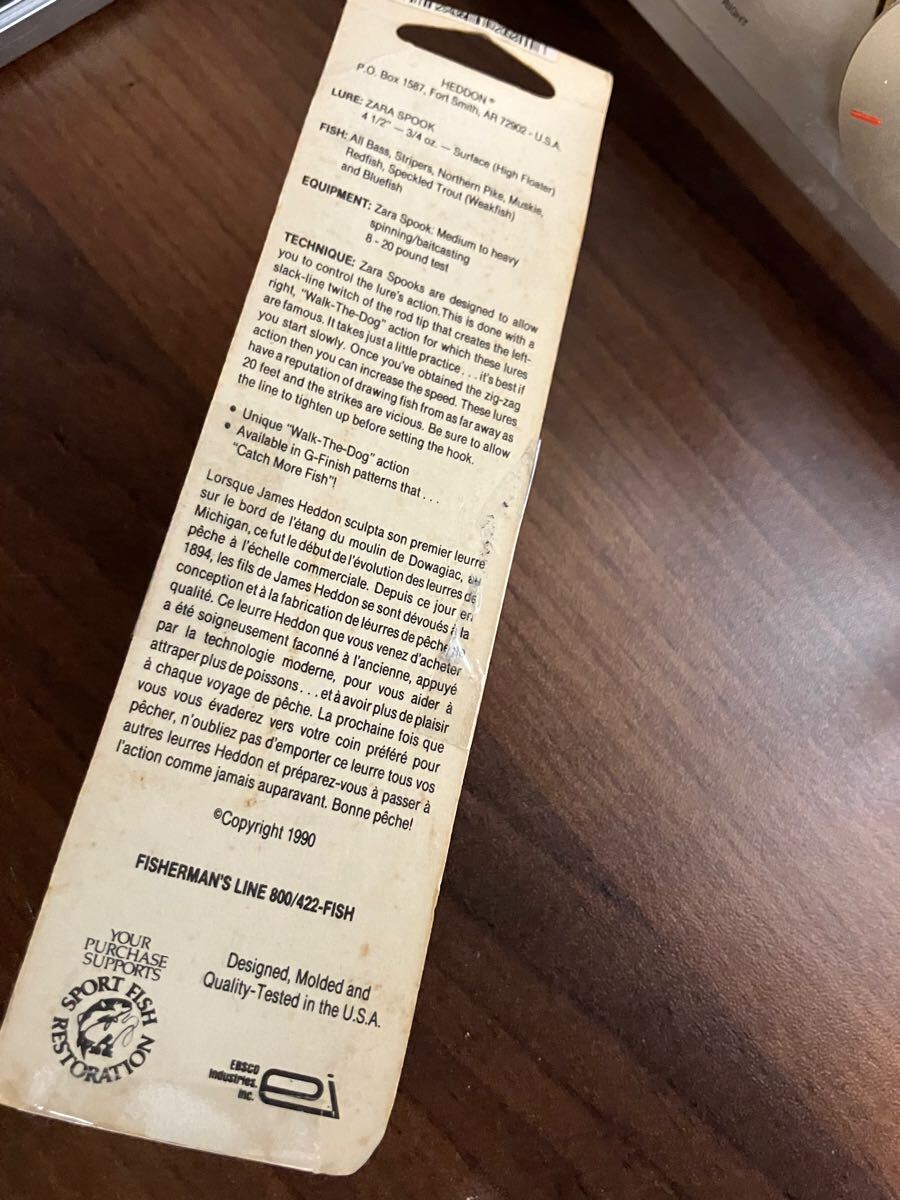 RIGHT
HEDDON®
P.O. Box 1587, Fort Smith, AR 72902 - U.S.A.
LURE: ZARA SPOOK
4 1/2" — 3/4 oz. — Surface (High Floater)
FISH: All Bass, Stripers, Northern Pike, Muskie,
Redfish, Speckled Trout (Weakfish)
and Bluefish
EQUIPMENT: Zara Spook: Medium to heavy
spinning/baitcasting
8 - 20 pound test
TECHNIQUE: Zara Spooks are designed to allow
you to control the lure's action.This is done with a
slack-line twitch of the rod tip that creates the left-
right, "Walk-The-Dog" action for which these lures
are famous. It takes just a little practice . . . it's best if
you start slowly. Once you've obtained the zig-zag
action then you can increase the speed. These lures
have a reputation of drawing fish from as far away as
20 feet and the strikes are vicious. Be sure to allow
the line to tighten up before setting the hook.
• Unique "Walk-The-Dog" action
• Available in G-Finish patterns that . . .
"Catch More Fish"!
Lorsque James Heddon sculpta son premier leurre
sur le bord de l'étang du moulin de Dowagiac, au
Michigan, ce fut le début de l'évolution des leurres de
pêche à l'échelle commerciale. Depuis ce jour en
1894, les fils de James Heddon se sont dévoués à la
conception et à la fabrication de léurres de pêche de
qualité. Ce leurre Heddon que vous venez d'acheter
a été soigneusement faconné à l'ancienne, appuyé
par la technologie moderne, pour vous aider à
attraper plus de poissons . . . et à avoir plus de plaisir
à chaque voyage de pêche. La prochaine fois que
vous vous évaderez vers votre coin préféré pour
pêcher, n'oubliez pas d'emporter ce leurre tous vos
autres leurres Heddon et préparez-vous à passer à
l'action comme jamais auparavant. Bonne pêche!
©Copyright 1990
FISHERMAN'S LINE 800/422-FISH
YOUR
PURCHASE
SUPPORTS
SPORT FISH
RESTORATION
Designed, Molded and
Quality-Tested in the U.S.A.
EBSCO
Industries,
Inc.
ei